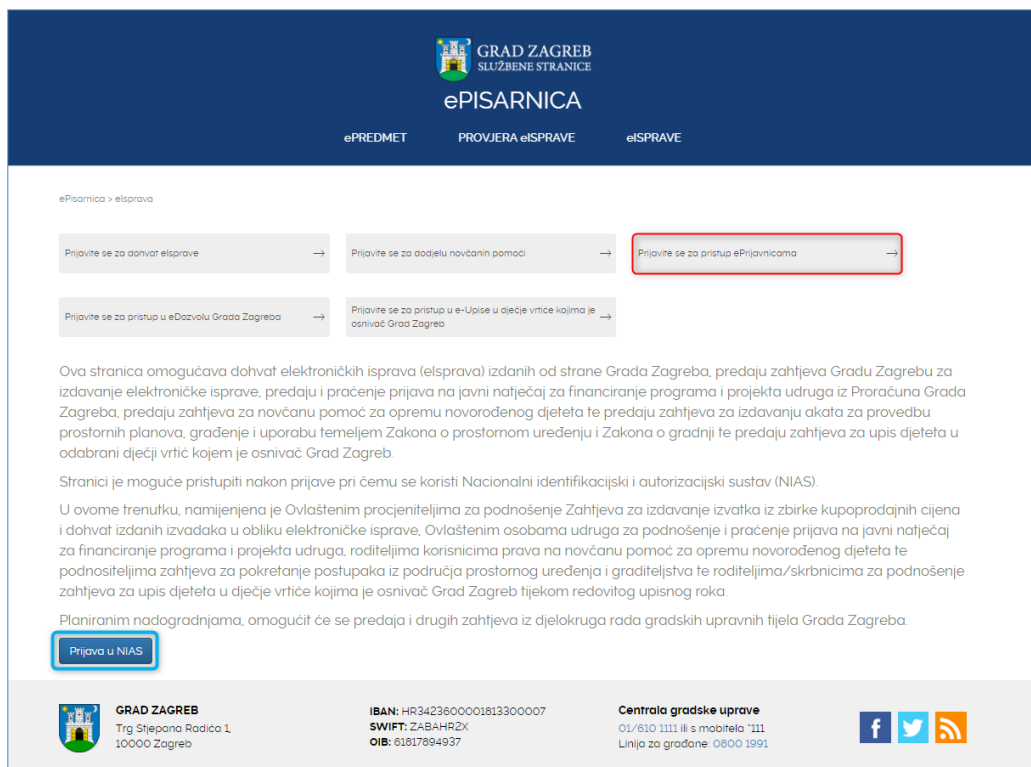 GRAD ZAGREB
SLUŽBENE STRANICE
ePISARNICA
ePREDMET PROVJERA eISPRAVE eISPRAVE
ePisarnica > eIsprava
Prijavite se za dohvat eIsprave →
Prijavite se za dodjelu novčanih pomoći →
Prijavite se za pristup ePrijavnicama →
Prijavite se za pristup u eDozvolu Grada Zagreba →
Prijavite se za pristup u e-Upise u dječje vrtiće kojima je
osnivač Grad Zagreb →
Ova stranica omogućava dohvat elektroničkih isprava (eIsprava) izdanih od strane Grada Zagreba, predaju zahtjeva Gradu Zagrebu za
izdavanje elektroničke isprave, predaju i praćenje prijava na javni natječaj za financiranje programa i projekta udruga iz Proračuna Grada
Zagreba, predaju zahtjeva za novčanu pomoć za opremu novorođenog djeteta te predaju zahtjeva za izdavanju akata za provedbu
prostornih planova, građenje i uporabu temeljem Zakona o prostornom uređenju i Zakona o gradnji te predaju zahtjeva za upis djeteta u
odabrani dječji vrtić kojem je osnivač Grad Zagreb.
Stranici je moguće pristupiti nakon prijave pri čemu se koristi Nacionalni identifikacijski i autorizacijski sustav (NIAS).
U ovome trenutku, namijenjena je Ovlaštenim procjeniteljima za podnošenje Zahtjeva za izdavanje izvatka iz zbirke kupoprodajnih cijena
i dohvat izdanih izvadaka u obliku elektroničke isprave, Ovlaštenim osobama udruga za podnošenje i praćenje prijava na javni natječaj
za financiranje programa i projekta udruga, roditeljima korisnicima prava na novčanu pomoć za opremu novorođenog djeteta te
podnositeljima zahtjeva za pokretanje postupaka iz područja prostornog uređenja i graditeljstva te roditeljima/skrbnicima za podnošenje
zahtjeva za upis djeteta u dječje vrtiće kojima je osnivač Grad Zagreb tijekom redovitog upisnog roka.
Planiranim nadogradnjama, omogućit će se predaja i drugih zahtjeva iz djelokruga rada gradskih upravnih tijela Grada Zagreba.
Prijava u NIAS
GRAD ZAGREB
Trg Stjepana Radića 1,
10000 Zagreb
IBAN: HR3423600001813300007
SWIFT: ZABAHR2X
OIB: 61817894937
Centrala gradske uprave
01/610 1111 ili s mobitela *111
Linija za građane: 0800 1991